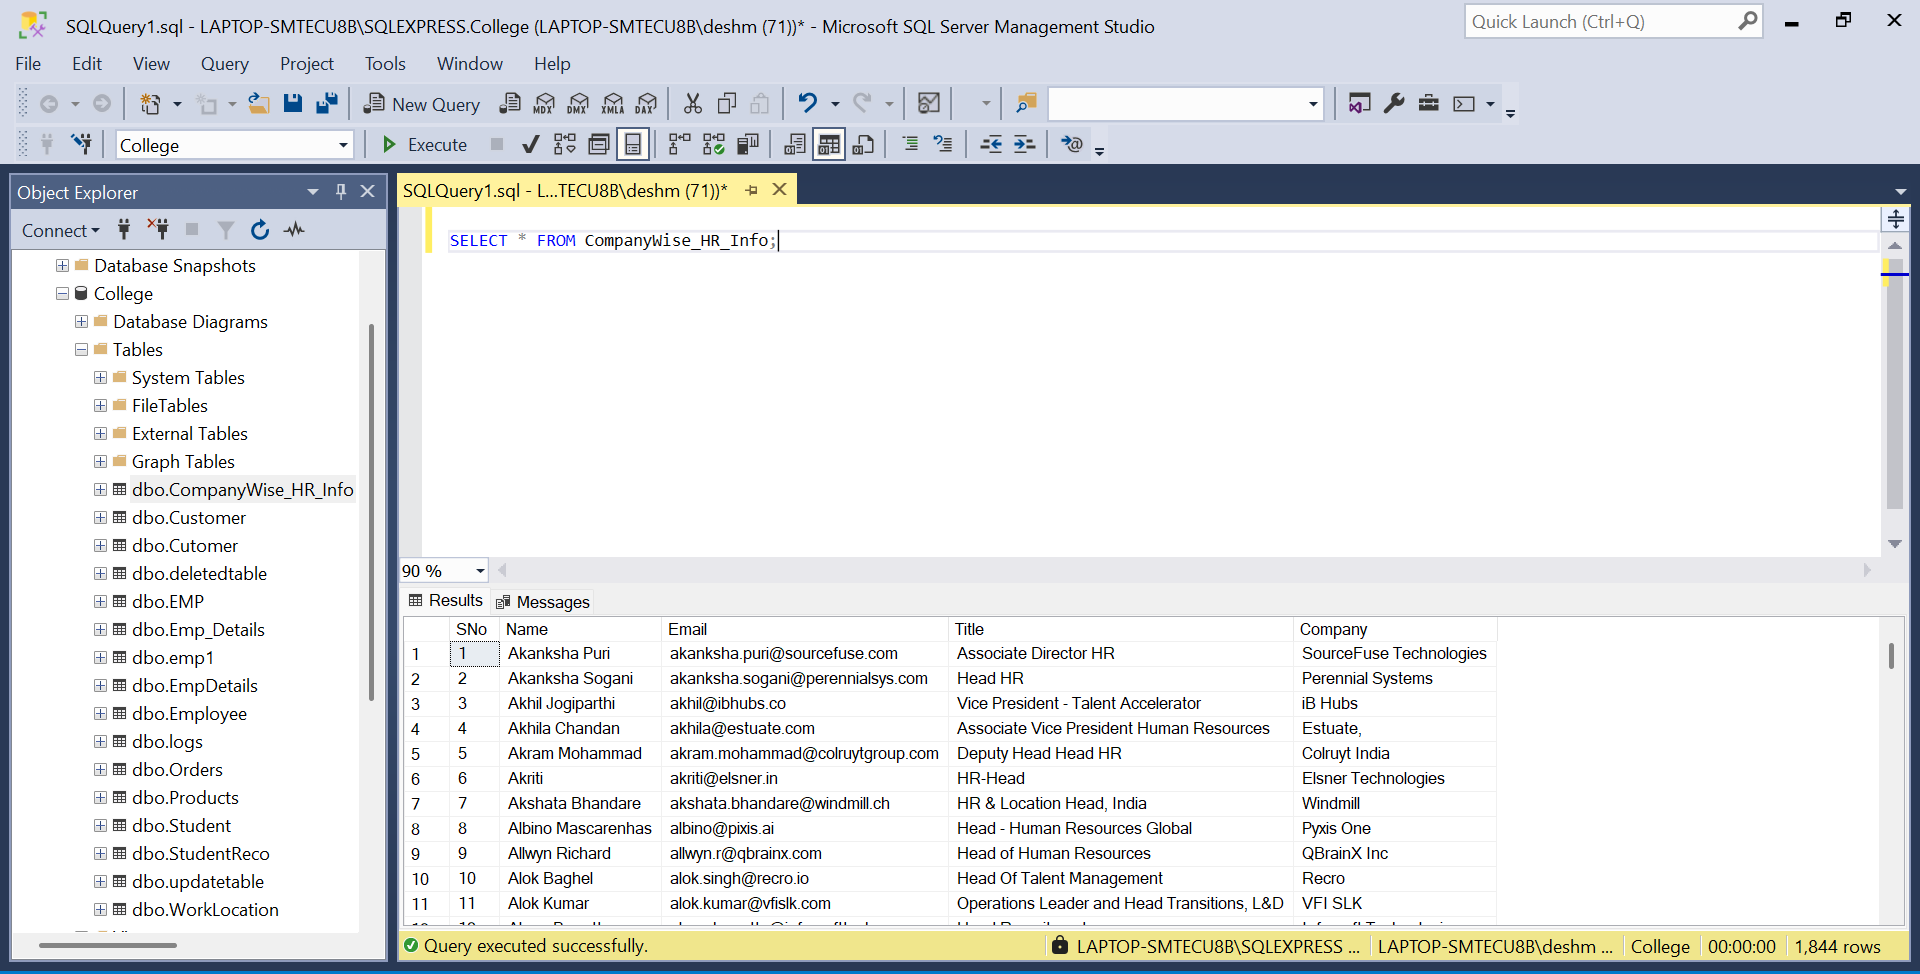 SQLQuery1.sql - LAPTOP-SMTECU8B\SQLEXPRESS.College (LAPTOP-SMTECU8B\deshm (71))* - Microsoft SQL Server Management Studio
Quick Launch (Ctrl+Q)
File Edit View Query Project Tools Window Help
New Query MDX DMX XMLA DAX
College Execute
Object Explorer
Connect
Database Snapshots
College
Database Diagrams
Tables
System Tables
FileTables
External Tables
Graph Tables
dbo.CompanyWise_HR_Info
dbo.Customer
dbo.Cutomer
dbo.deletedtable
dbo.EMP
dbo.Emp_Details
dbo.emp1
dbo.EmpDetails
dbo.Employee
dbo.logs
dbo.Orders
dbo.Products
dbo.Student
dbo.StudentReco
dbo.updatetable
dbo.WorkLocation
SQLQuery1.sql - L...TECU8B\deshm (71))*
SELECT * FROM CompanyWise_HR_Info;
90 %
Results Messages
SNo Name Email Title Company
1 1 Akanksha Puri akanksha.puri@sourcefuse.com Associate Director HR SourceFuse Technologies
2 2 Akanksha Sogani akanksha.sogani@perennialsys.com Head HR Perennial Systems
3 3 Akhil Jogiparthi akhil@ibhubs.co Vice President - Talent Accelerator iB Hubs
4 4 Akhila Chandan akhila@estuate.com Associate Vice President Human Resources Estuate,
5 5 Akram Mohammad akram.mohammad@colruytgroup.com Deputy Head Head HR Colruyt India
6 6 Akriti akriti@elsner.in HR-Head Elsner Technologies
7 7 Akshata Bhandare akshata.bhandare@windmill.ch HR & Location Head, India Windmill
8 8 Albino Mascarenhas albino@pixis.ai Head - Human Resources Global Pyxis One
9 9 Allwyn Richard allwyn.r@qbrainx.com Head of Human Resources QBrainX Inc
10 10 Alok Baghel alok.singh@recro.io Head Of Talent Management Recro
11 11 Alok Kumar alok.kumar@vfislk.com Operations Leader and Head Transitions, L&D VFI SLK
Query executed successfully. LAPTOP-SMTECU8B\SQLEXPRESS ... LAPTOP-SMTECU8B\deshm ... College 00:00:00 1,844 rows